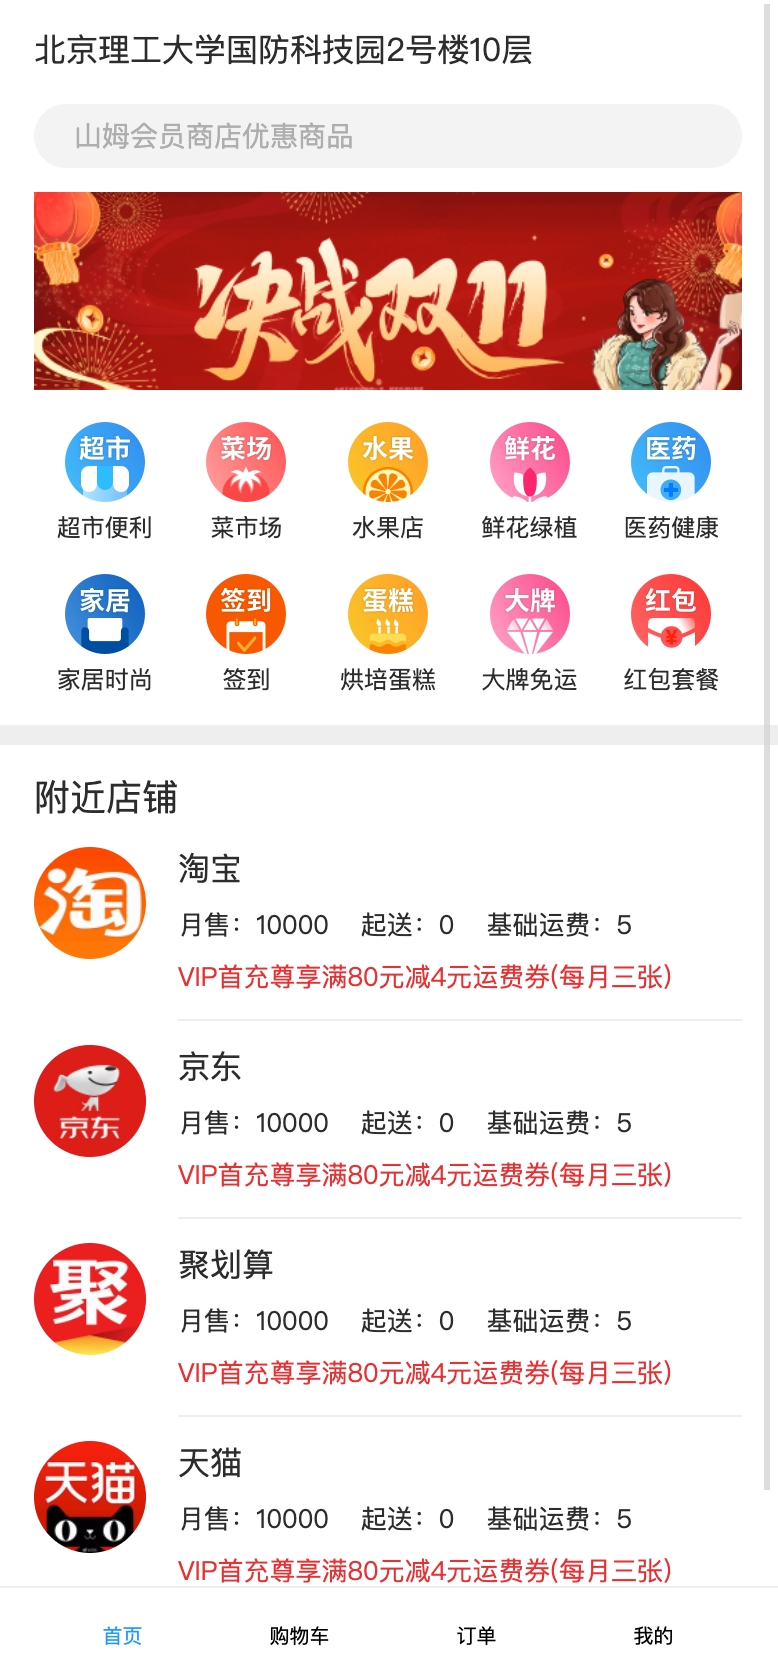 北京理工大学国防科技园2号楼10层
山姆会员商店优惠商品
决战双11
超市 菜场 水果 鲜花 医药
超市便利 菜市场 水果店 鲜花绿植 医药健康
家居 签到 蛋糕 大牌 红包
家居时尚 签到 烘培蛋糕 大牌免运 红包套餐
附近店铺
淘
淘宝
月售：10000 起送：0 基础运费：5
VIP首充尊享满80元减4元运费券(每月三张)
京东
京东
月售：10000 起送：0 基础运费：5
VIP首充尊享满80元减4元运费券(每月三张)
聚
聚划算
月售：10000 起送：0 基础运费：5
VIP首充尊享满80元减4元运费券(每月三张)
天猫
天猫
月售：10000 起送：0 基础运费：5
VIP首充尊享满80元减4元运费券(每月三张)
首页 购物车 订单 我的